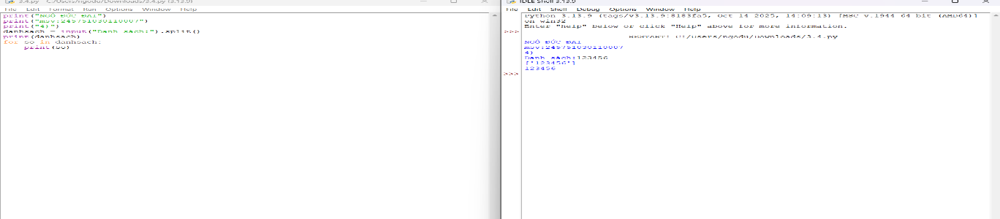 3.4.py - C:/Users/ngodu/Downloads/3.4.py (3.13.9)
File Edit Format Run Options Window Help
print("NGÔ ĐỨC ĐẠI")
print("msv:245751030110007")
print("4)")
danhsach = input("Danh sách:").split()
print(danhsach)
for so in danhsach:
    print(so)
IDLE Shell 3.13.9
File Edit Shell Debug Options Window Help
Python 3.13.9 (tags/v3.13.9:8183fa5, Oct 14 2025, 14:09:13) [MSC v.1944 64 bit (AMD64)]
on win32
Enter "help" below or click "Help" above for more information.
>>>
RESTART: C:/Users/ngodu/Downloads/3.4.py
NGÔ ĐỨC ĐẠI
msv:245751030110007
4)
Danh sách:123456
['123456']
123456
>>>